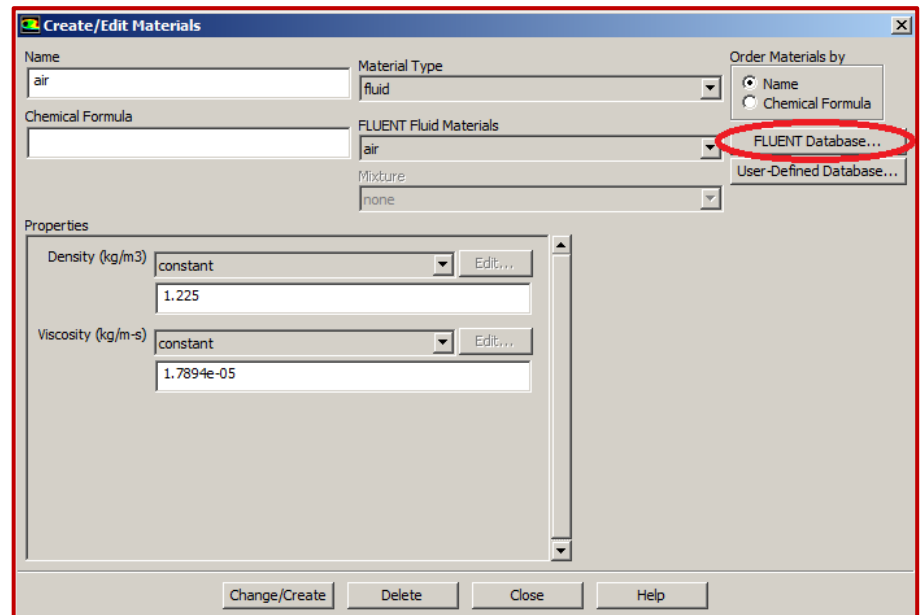 Create/Edit Materials
Name
air
Chemical Formula
Material Type
fluid
FLUENT Fluid Materials
air
Mixture
none
Order Materials by
Name
Chemical Formula
FLUENT Database...
User-Defined Database...
Properties
Density (kg/m3)
constant
Edit...
1.225
Viscosity (kg/m-s)
constant
Edit...
1.7894e-05
Change/Create
Delete
Close
Help